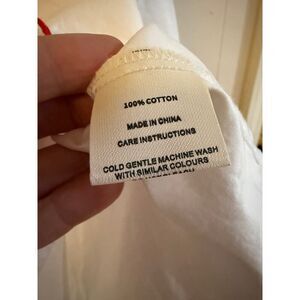 100% COTTON
MADE IN CHINA
CARE INSTRUCTIONS
COLD GENTLE MACHINE WASH
WITH SIMILAR COLOURS